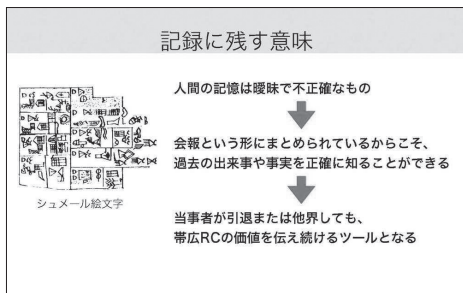 記録に残す意味
人間の記憶は曖昧で不正確なもの
会報という形にまとめられているからこそ、
過去の出来事や事実を正確に知ることができる
シュメール絵文字
当事者が引退または他界しても、
帯広RCの価値を伝え続けるツールとなる